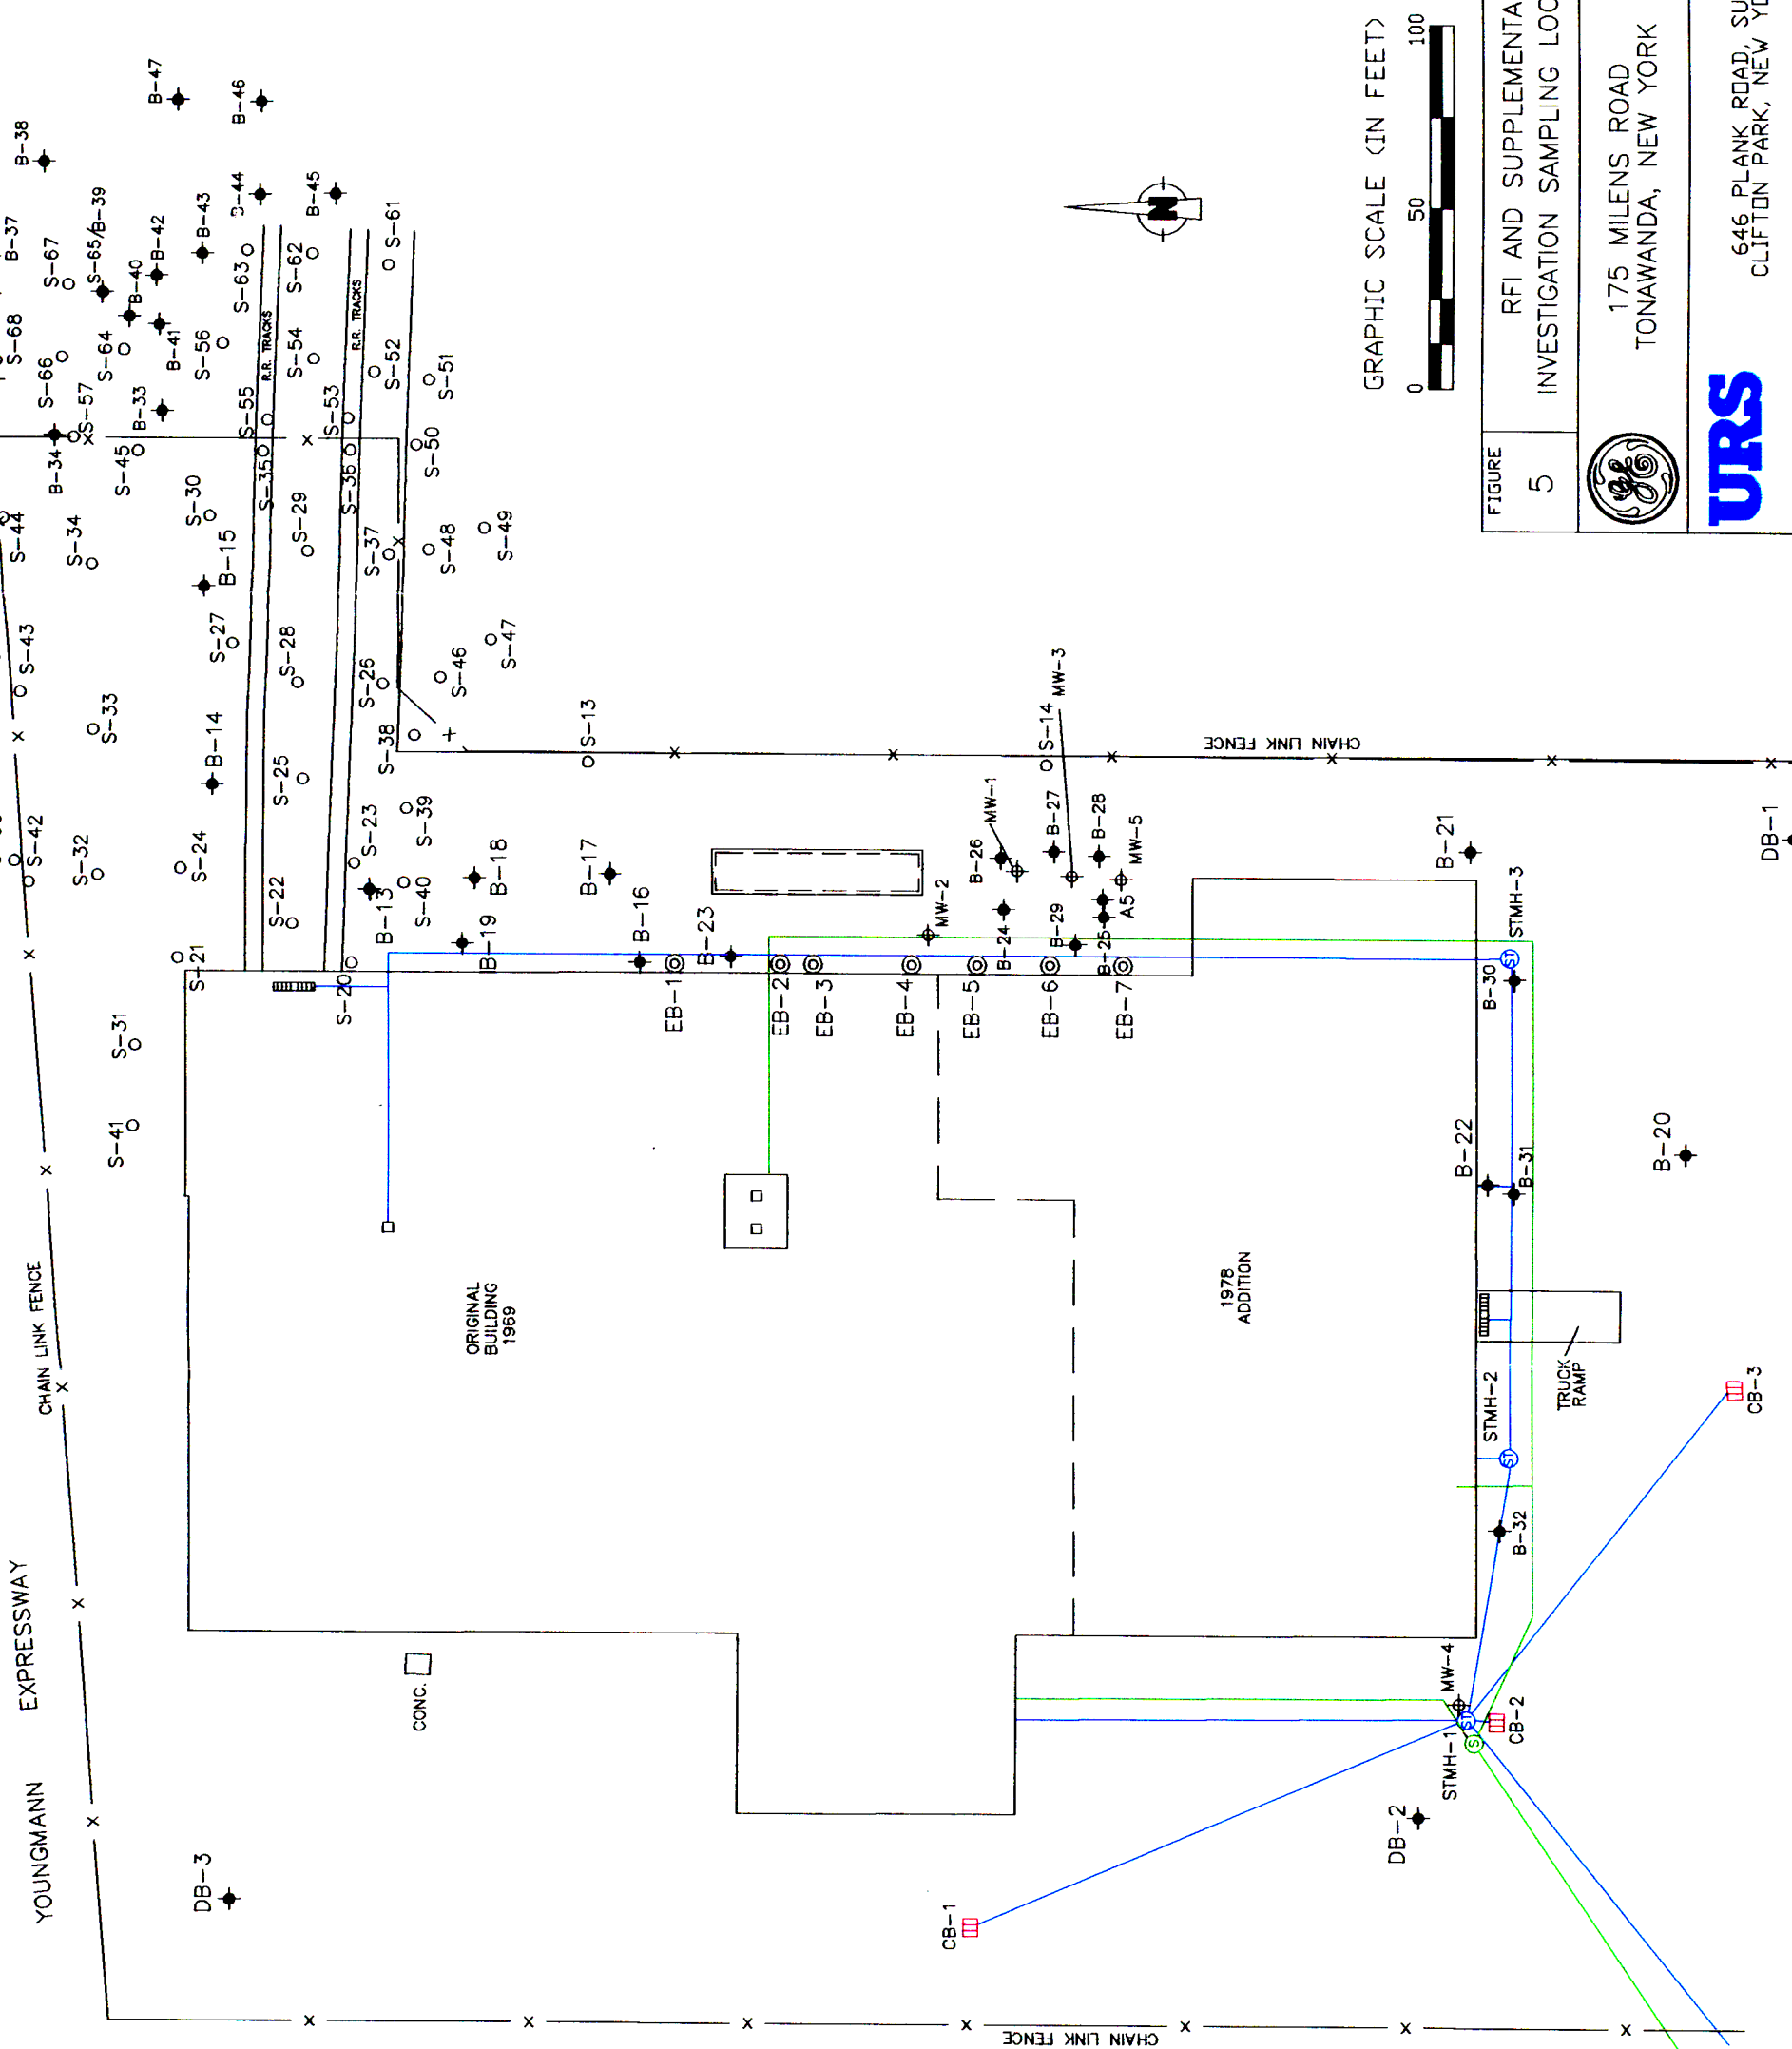 YOUNGMANN EXPRESSWAY
CHAIN LINK FENCE
DB-3
CONC.
CB-1
CHAIN LINK FENCE
DB-2
STMH-1
MW-4
CB-2
S
ST
B-32
STMH-2
ST
CB-3
TRUCK
RAMP
ORIGINAL
BUILDING
1969
1978
ADDITION
B-22
B-31
B-20
B-30
ST
STMH-3
B-21
DB-1
S-41
S-31
S-21
S-20
S-22
S-24
S-32
S-42
B-14
S-25
S-23
B-13
S-40
S-39
S-38
B-19
B-18
B-17
B-16
B-23
EB-1
EB-2
EB-3
EB-4
EB-5
EB-6
EB-7
MW-2
B-24
B-26
MW-1
B-29
B-27
B-25
A5
B-28
MW-5
S-14
MW-3
S-13
CHAIN LINK FENCE
S-33
S-43
S-27
B-15
S-28
S-26
S-46
S-47
S-44
S-34
S-30
S-29
S-37
S-48
S-49
B-34
S-57
S-45
B-33
S-35
S-55
S-36
S-53
S-50
S-51
S-52
S-66
S-68
S-64
B-41
S-56
R.R. TRACKS
S-54
R.R. TRACKS
B-37
S-67
S-65/B-39
B-40
B-42
B-43
S-63
S-62
S-61
B-38
B-47
B-46
B-44
B-45
N
GRAPHIC SCALE (IN FEET)
0 50 100
FIGURE
5
RFI AND SUPPLEMENTA
INVESTIGATION SAMPLING LOC
GE
175 MILENS ROAD
TONAWANDA, NEW YORK
URS
646 PLANK ROAD, SU
CLIFTON PARK, NEW YO